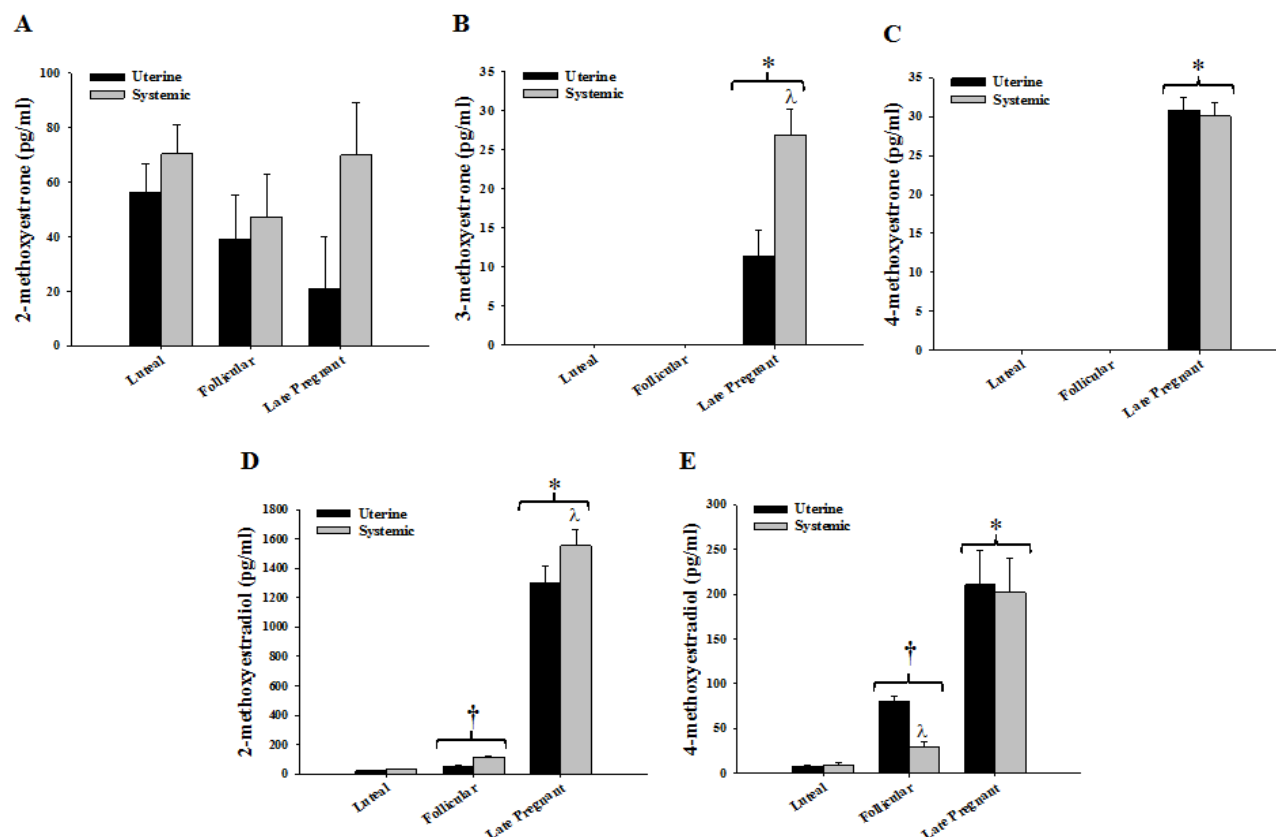 A
2-methoxyestrone (pg/ml)
Uterine
Systemic
100
80
60
40
20
0
Luteal
Follicular
Late Pregnant
B
3-methoxyestrone (pg/ml)
Uterine
Systemic
*
λ
35
30
25
20
15
10
5
0
Luteal
Follicular
Late Pregnant
C
4-methoxyestrone (pg/ml)
Uterine
Systemic
*
35
30
25
20
15
10
5
0
Luteal
Follicular
Late Pregnant
D
2-methoxyestradiol (pg/ml)
Uterine
Systemic
*
λ
†
1800
1600
1400
1200
1000
800
600
400
200
0
Luteal
Follicular
Late Pregnant
E
4-methoxyestradiol (pg/ml)
Uterine
Systemic
*
†
λ
300
250
200
150
100
50
0
Luteal
Follicular
Late Pregnant